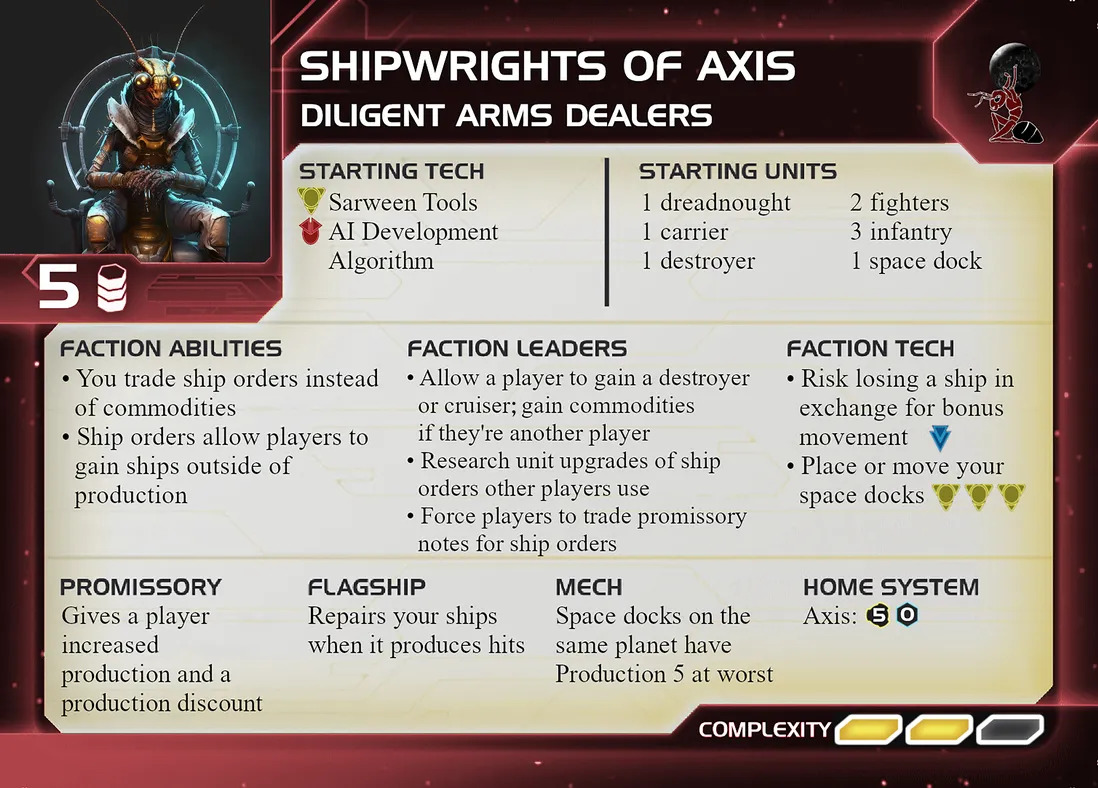 SHIPWRIGHTS OF AXIS
DILIGENT ARMS DEALERS
5
STARTING TECH
Sarween Tools
AI Development
Algorithm
STARTING UNITS
1 dreadnought
1 carrier
1 destroyer
2 fighters
3 infantry
1 space dock
FACTION ABILITIES
• You trade ship orders instead
of commodities
• Ship orders allow players to
gain ships outside of
production
FACTION LEADERS
• Allow a player to gain a destroyer
or cruiser; gain commodities
if they're another player
• Research unit upgrades of ship
orders other players use
• Force players to trade promissory
notes for ship orders
FACTION TECH
• Risk losing a ship in
exchange for bonus
movement
• Place or move your
space docks
PROMISSORY
Gives a player
increased
production and a
production discount
FLAGSHIP
Repairs your ships
when it produces hits
MECH
Space docks on the
same planet have
Production 5 at worst
HOME SYSTEM
Axis: 5 0
COMPLEXITY